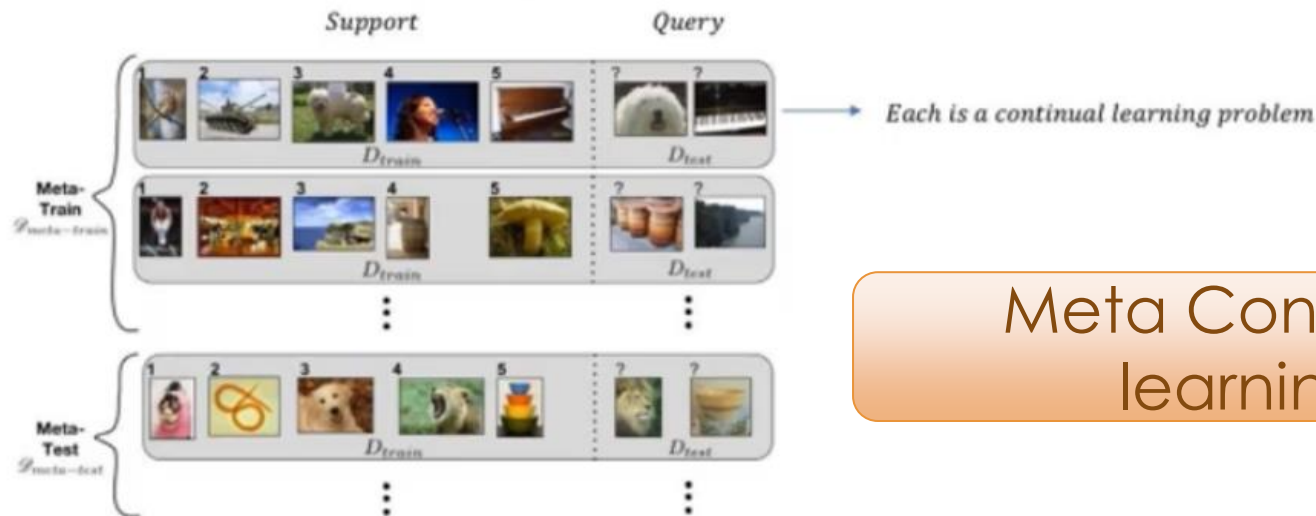 Support Query
1 2 3 4 5 ? ?
Each is a continual learning problem
D_train D_test
Meta-
Train
𝒟_meta-train
1 2 3 4 5 ? ?
D_train D_test
Meta Con
1 2 3 4 5 ? ?
Meta-
Test
𝒟_meta-test
D_train D_test